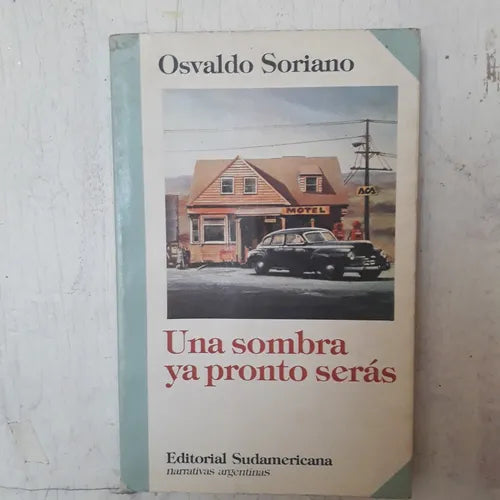 Osvaldo Soriano
MOTEL
ACA
Una sombra
ya pronto serás
Editorial Sudamericana
narrativas argentinas